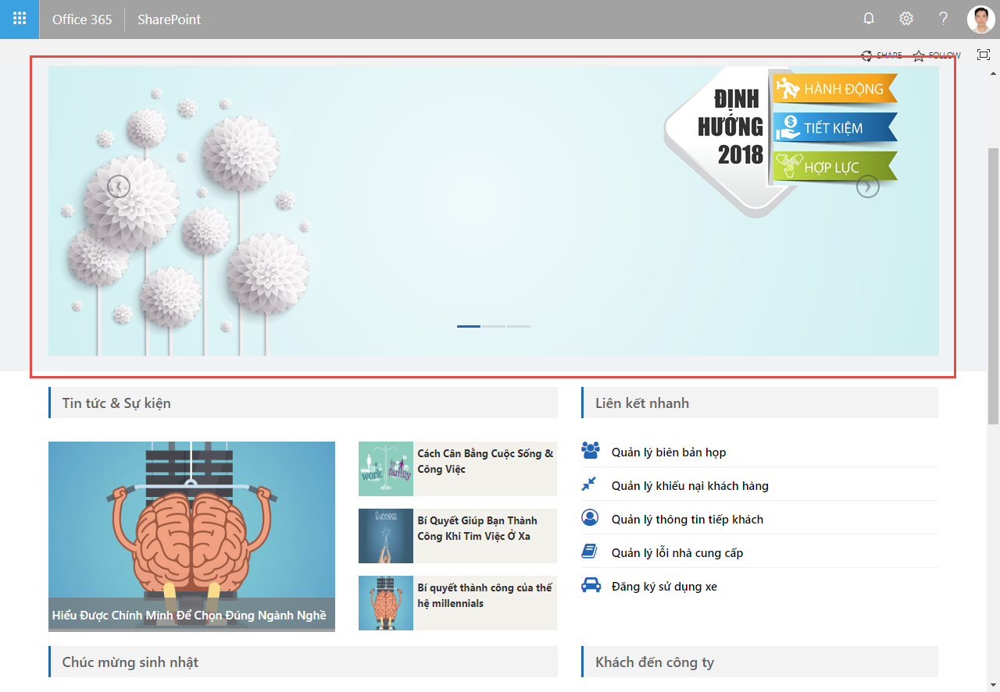 Office 365
SharePoint
SHARE
FOLLOW
ĐỊNH
HƯỚNG
2018
HÀNH ĐỘNG
TIẾT KIỆM
HỢP LỰC
Tin tức & Sự kiện
Hiểu Được Chính Mình Để Chọn Đúng Ngành Nghề
work
family
Cách Cân Bằng Cuộc Sống &
Công Việc
Success
Bí Quyết Giúp Bạn Thành
Công Khi Tìm Việc Ở Xa
Bí quyết thành công của thế
hệ millennials
Liên kết nhanh
Quản lý biên bản họp
Quản lý khiếu nại khách hàng
Quản lý thông tin tiếp khách
Quản lý lỗi nhà cung cấp
Đăng ký sử dụng xe
Chúc mừng sinh nhật
Khách đến công ty